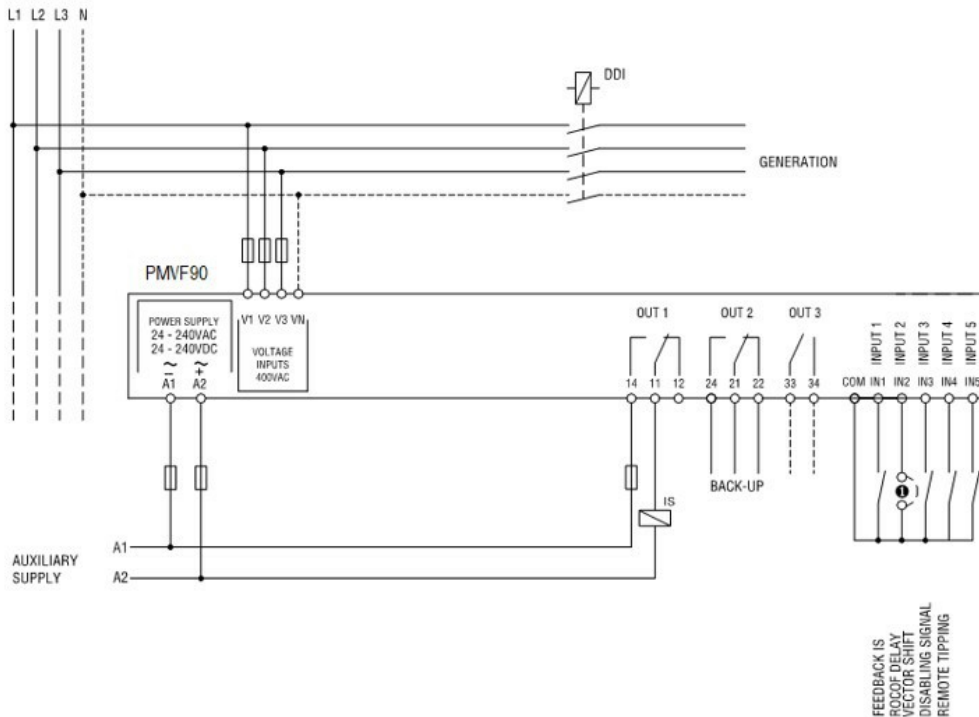 L1 L2 L3 N
DDI
GENERATION
PMVF90
POWER SUPPLY
24 - 240VAC
24 - 240VDC
~ ~
− +
A1 A2
V1 V2 V3 VN
VOLTAGE
INPUTS
400VAC
OUT 1
OUT 2
OUT 3
INPUT 1
INPUT 2
INPUT 3
INPUT 4
INPUT 5
14 11 12 24 21 22 33 34 COM IN1 IN2 IN3 IN4 IN5
BACK-UP
1
IS
A1
AUXILIARY
SUPPLY
A2
FEEDBACK IS
ROCOF DELAY
VECTOR SHIFT
DISABLING SIGNAL
REMOTE TIPPING